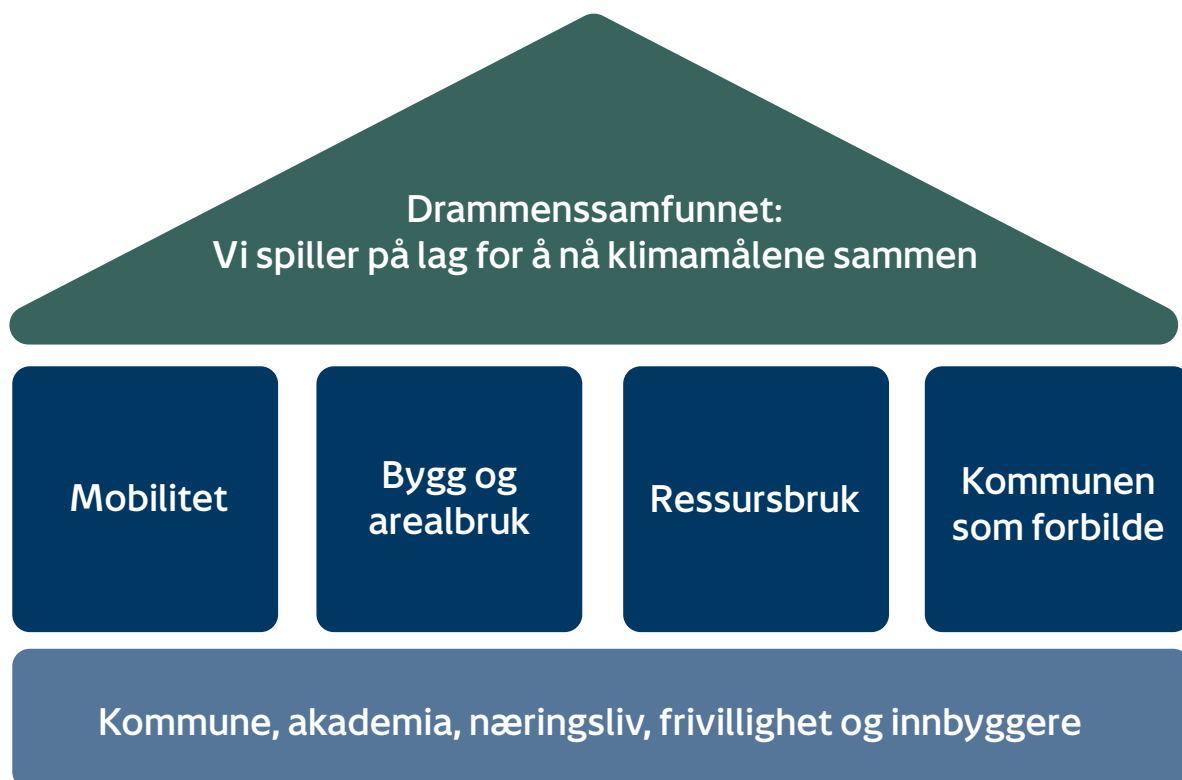 Drammenssamfunnet:
Vi spiller på lag for å nå klimamålene sammen
Mobilitet
Bygg og
arealbruk
Ressursbruk
Kommunen
som forbilde
Kommune, akademia, næringsliv, frivillighet og innbyggere